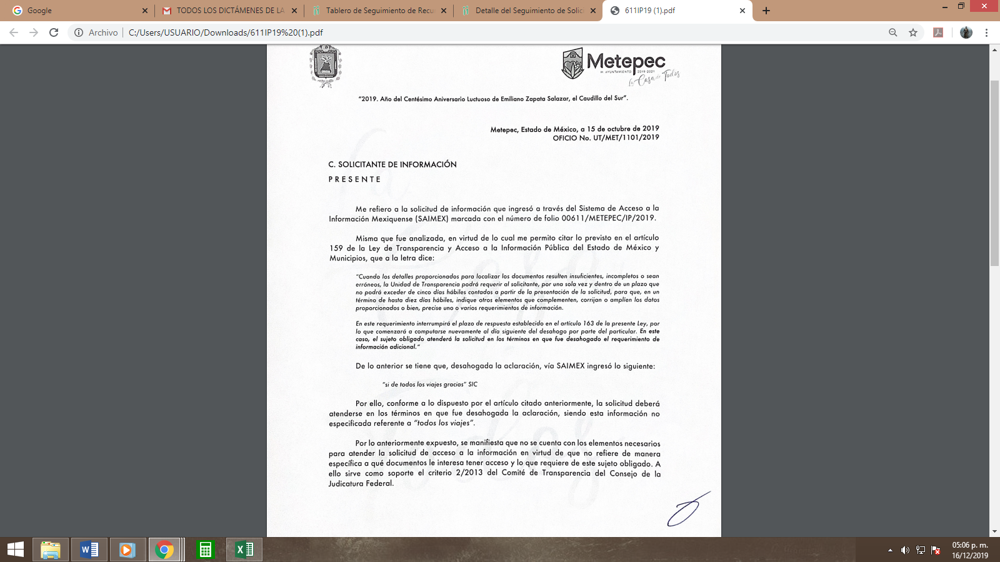 Google
TODOS LOS DICTÁMENES DE LA
Tablero de Seguimiento de Recu
Detalle del Seguimiento de Solici
611IP19 (1).pdf
Archivo
C:/Users/USUARIO/Downloads/611IP19%20(1).pdf
Metepec
H. AYUNTAMIENTO 2019-2021
La Casa de Todos
"2019. Año del Centésimo Aniversario Luctuoso de Emiliano Zapata Salazar, el Caudillo del Sur".
Metepec, Estado de México, a 15 de octubre de 2019
OFICIO No. UT/MET/1101/2019
C. SOLICITANTE DE INFORMACIÓN
P R E S E N T E
Me refiero a la solicitud de información que ingresó a través del Sistema de Acceso a la
Información Mexiquense (SAIMEX) marcada con el número de folio 00611/METEPEC/IP/2019.
Misma que fue analizada, en virtud de lo cual me permito citar lo previsto en el artículo
159 de la Ley de Transparencia y Acceso a la Información Pública del Estado de México y
Municipios, que a la letra dice:
"Cuando los detalles proporcionados para localizar los documentos resulten insuficientes, incompletos o sean
erróneos, la Unidad de Transparencia podrá requerir al solicitante, por una sola vez y dentro de un plazo que
no podrá exceder de cinco días hábiles contados a partir de la presentación de la solicitud, para que, en un
término de hasta diez días hábiles, indique otros elementos que complementen, corrijan o amplíen los datos
proporcionados o bien, precise uno o varios requerimientos de información.
En este requerimiento interrumpirá el plazo de respuesta establecido en el artículo 163 de la presente Ley, por
lo que comenzará a computarse nuevamente al día siguiente del desahogo por parte del particular. En este
caso, el sujeto obligado atenderá la solicitud en los términos en que fue desahogado el requerimiento de
información adicional."
De lo anterior se tiene que, desahogada la aclaración, vía SAIMEX ingresó lo siguiente:
"si de todos los viajes gracias" SIC
Por ello, conforme a lo dispuesto por el artículo citado anteriormente, la solicitud deberá
atenderse en los términos en que fue desahogada la aclaración, siendo esta información no
especificada referente a "todos los viajes".
Por lo anteriormente expuesto, se manifiesta que no se cuenta con los elementos necesarios
para atender la solicitud de acceso a la información en virtud de que no refiere de manera
específica a qué documentos le interesa tener acceso y lo que requiere de este sujeto obligado. A
ello sirve como soporte el criterio 2/2013 del Comité de Transparencia del Consejo de la
Judicatura Federal.
05:06 p. m.
16/12/2019